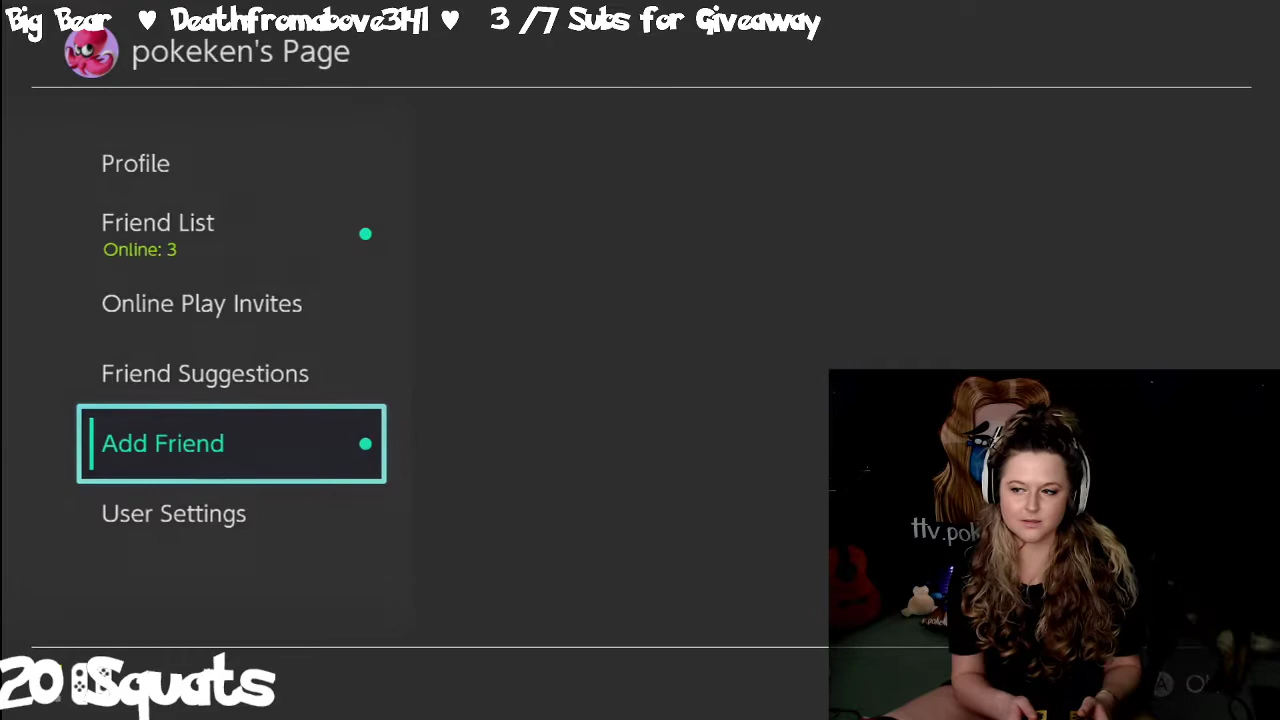 Big Bear ♥ Deathfromabove3141 ♥ 3 /7 Subs for Giveaway
pokeken's Page
Profile
Friend List
Online: 3
Online Play Invites
Friend Suggestions
Add Friend
User Settings
ttv.pok
20 Squats
A